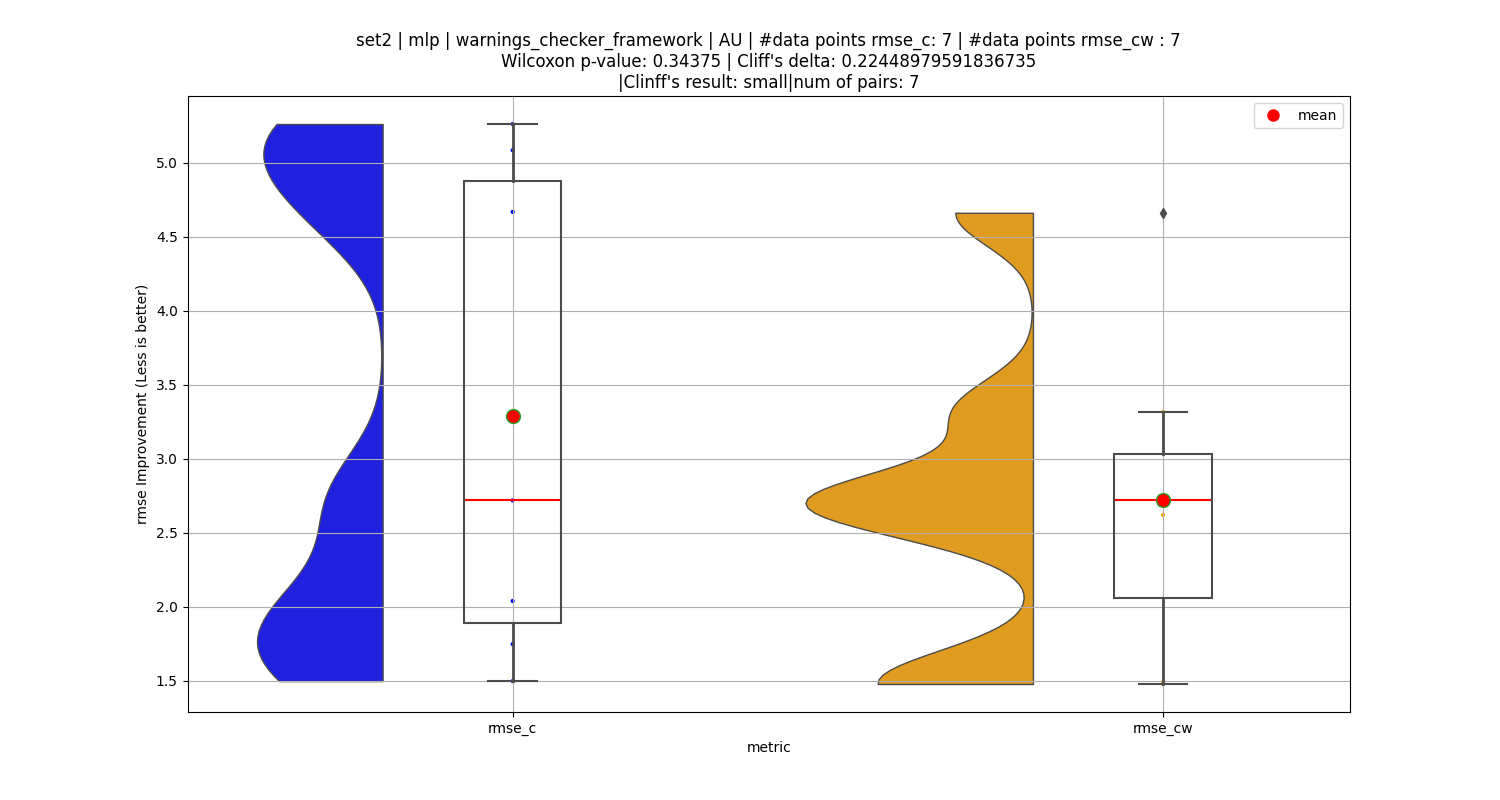 set2 | mlp | warnings_checker_framework | AU | #data points rmse_c: 7 | #data points rmse_cw : 7
Wilcoxon p-value: 0.34375 | Cliff's delta: 0.22448979591836735
|Clinff's result: small|num of pairs: 7
mean
5.0
4.5
4.0
3.5
3.0
2.5
2.0
1.5
rmse Improvement (Less is better)
rmse_c
rmse_cw
metric